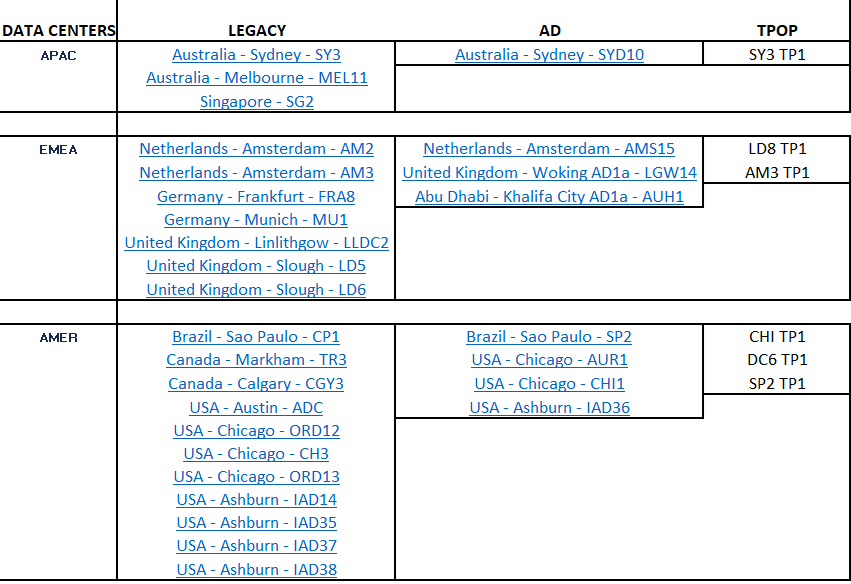 DATA CENTERS LEGACY AD TPOP
APAC Australia - Sydney - SY3 Australia - Sydney - SYD10 SY3 TP1
Australia - Melbourne - MEL11
Singapore - SG2
EMEA Netherlands - Amsterdam - AM2 Netherlands - Amsterdam - AMS15 LD8 TP1
Netherlands - Amsterdam - AM3 United Kingdom - Woking AD1a - LGW14 AM3 TP1
Germany - Frankfurt - FRA8 Abu Dhabi - Khalifa City AD1a - AUH1
Germany - Munich - MU1
United Kingdom - Linlithgow - LLDC2
United Kingdom - Slough - LD5
United Kingdom - Slough - LD6
AMER Brazil - Sao Paulo - CP1 Brazil - Sao Paulo - SP2 CHI TP1
Canada - Markham - TR3 USA - Chicago - AUR1 DC6 TP1
Canada - Calgary - CGY3 USA - Chicago - CHI1 SP2 TP1
USA - Austin - ADC USA - Ashburn - IAD36
USA - Chicago - ORD12
USA - Chicago - CH3
USA - Chicago - ORD13
USA - Ashburn - IAD14
USA - Ashburn - IAD35
USA - Ashburn - IAD37
USA - Ashburn - IAD38